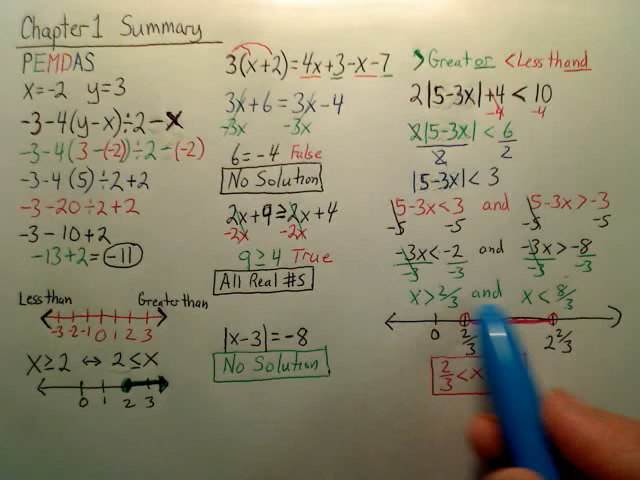 Chapter 1 Summary
PEMDAS
x=-2 y=3
-3-4(y-x)÷2-x
-3-4(3-(-2))÷2-(-2)
-3-4(5)÷2+2
-3-20÷2+2
-3-10+2
-13+2=-11
Less than Greater than
-3 -2 -1 0 1 2 3
x≥2 ↔ 2≤x
0 1 2 3
3(x+2)=4x+3-x-7
3x+6=3x-4
-3x -3x
6=-4 False
No Solution
2x+9≥2x+4
-2x -2x
9≥4 True
All Real #s
|x-3|=-8
No Solution
>Greator <Less thand
2|5-3x|+4<10
-4 -4
2|5-3x|<6
2 2
|5-3x|<3
5-3x<3 and 5-3x>-3
-5 -5 -5 -5
-3x<-2 and -3x>-8
-3 -3 -3 -3
x>2/3 and x<8/3
0 2/3 2 2/3
2/3<x